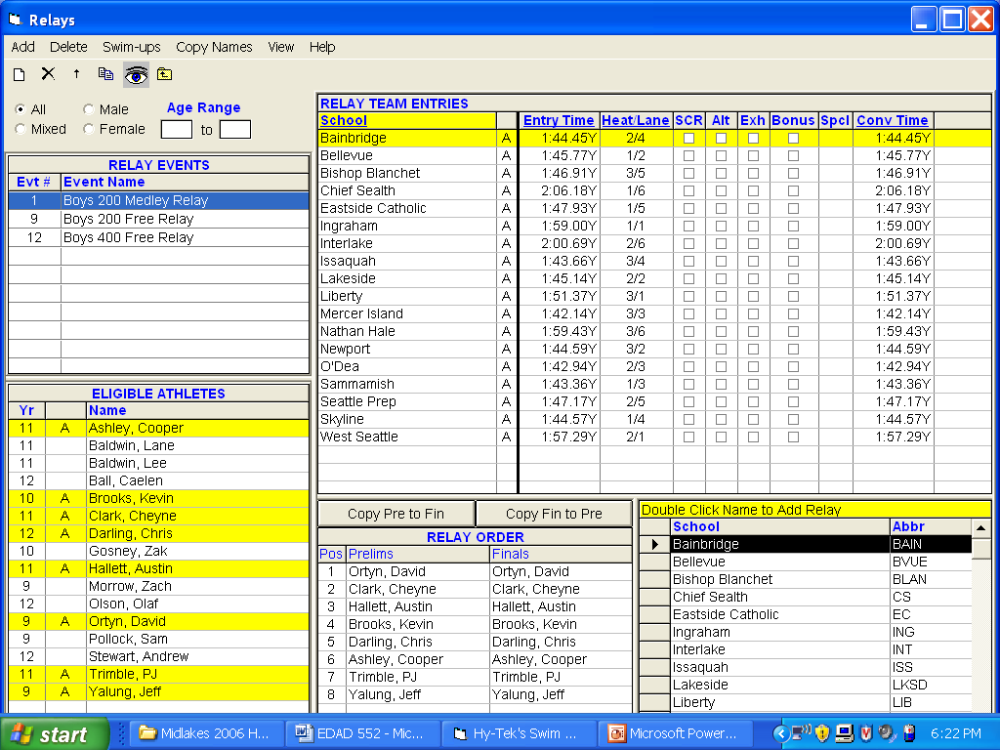 Relays
Add Delete Swim-ups Copy Names View Help
All Male Age Range
Mixed Female to
RELAY EVENTS
Evt # Event Name
1 Boys 200 Medley Relay
9 Boys 200 Free Relay
12 Boys 400 Free Relay
ELIGIBLE ATHLETES
Yr Name
11 A Ashley, Cooper
11 Baldwin, Lane
11 Baldwin, Lee
12 Ball, Caelen
10 A Brooks, Kevin
11 A Clark, Cheyne
12 A Darling, Chris
10 Gosney, Zak
11 A Hallett, Austin
9 Morrow, Zach
12 Olson, Olaf
9 A Ortyn, David
9 Pollock, Sam
12 Stewart, Andrew
11 A Trimble, PJ
9 A Yalung, Jeff
RELAY TEAM ENTRIES
School Entry Time Heat/Lane SCR Alt Exh Bonus Spcl Conv Time
Bainbridge A 1:44.45Y 2/4 1:44.45Y
Bellevue A 1:45.77Y 1/2 1:45.77Y
Bishop Blanchet A 1:46.91Y 3/5 1:46.91Y
Chief Sealth A 2:06.18Y 1/6 2:06.18Y
Eastside Catholic A 1:47.93Y 1/5 1:47.93Y
Ingraham A 1:59.00Y 1/1 1:59.00Y
Interlake A 2:00.69Y 2/6 2:00.69Y
Issaquah A 1:43.66Y 3/4 1:43.66Y
Lakeside A 1:45.14Y 2/2 1:45.14Y
Liberty A 1:51.37Y 3/1 1:51.37Y
Mercer Island A 1:42.14Y 3/3 1:42.14Y
Nathan Hale A 1:59.43Y 3/6 1:59.43Y
Newport A 1:44.59Y 3/2 1:44.59Y
O'Dea A 1:42.94Y 2/3 1:42.94Y
Sammamish A 1:43.36Y 1/3 1:43.36Y
Seattle Prep A 1:47.17Y 2/5 1:47.17Y
Skyline A 1:44.57Y 1/4 1:44.57Y
West Seattle A 1:57.29Y 2/1 1:57.29Y
Copy Pre to Fin Copy Fin to Pre
RELAY ORDER
Pos Prelims Finals
1 Ortyn, David Ortyn, David
2 Clark, Cheyne Clark, Cheyne
3 Hallett, Austin Hallett, Austin
4 Brooks, Kevin Brooks, Kevin
5 Darling, Chris Darling, Chris
6 Ashley, Cooper Ashley, Cooper
7 Trimble, PJ Trimble, PJ
8 Yalung, Jeff Yalung, Jeff
Double Click Name to Add Relay
School Abbr
Bainbridge BAIN
Bellevue BVUE
Bishop Blanchet BLAN
Chief Sealth CS
Eastside Catholic EC
Ingraham ING
Interlake INT
Issaquah ISS
Lakeside LKSD
Liberty LIB
start Midlakes 2006 H... EDAD 552 - Mic... Hy-Tek's Swim ... Microsoft Power... 6:22 PM